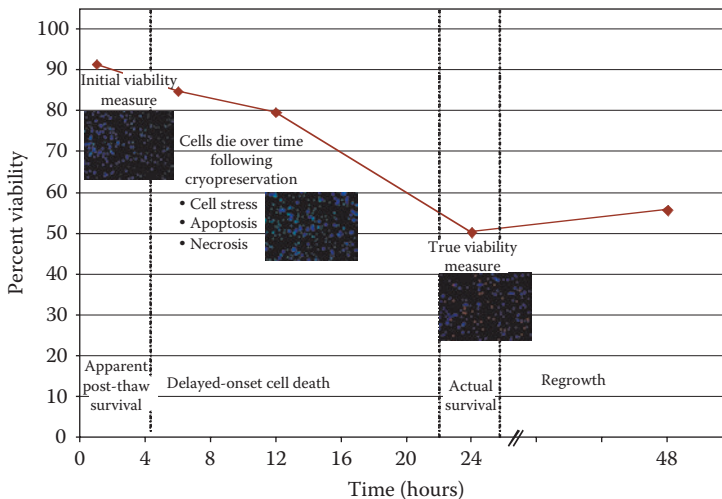 100
90
80
70
60
50
40
30
20
10
0
Percent viability
Initial viability
measure
Cells die over time
following
cryopreservation
• Cell stress
• Apoptosis
• Necrosis
True viability
measure
Apparent
post-thaw
survival
Delayed-onset cell death
Actual
survival
Regrowth
0 4 8 12 16 20 24 48
Time (hours)